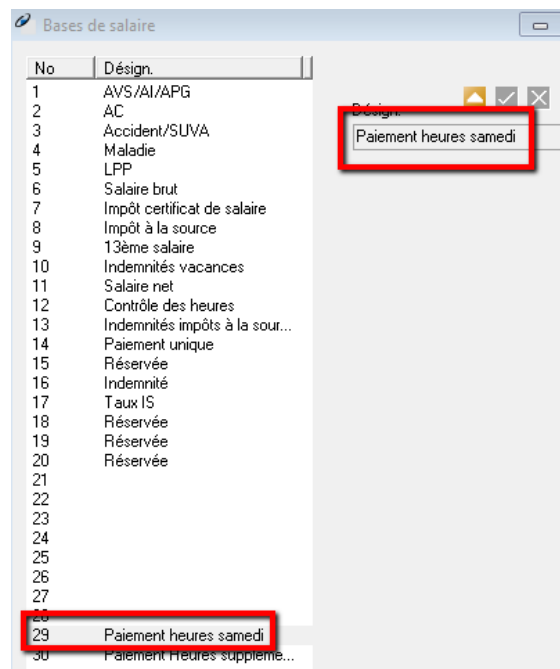 Bases de salaire
No Désign.
1 AVS/AI/APG
2 AC
3 Accident/SUVA
4 Maladie
5 LPP
6 Salaire brut
7 Impôt certificat de salaire
8 Impôt à la source
9 13ème salaire
10 Indemnités vacances
11 Salaire net
12 Contrôle des heures
13 Indemnités impôts à la sour...
14 Paiement unique
15 Réservée
16 Indemnité
17 Taux IS
18 Réservée
19 Réservée
20 Réservée
21
22
23
24
25
26
27
28
29 Paiement heures samedi
30 Paiement Heures suppléme...
Désign.
Paiement heures samedi